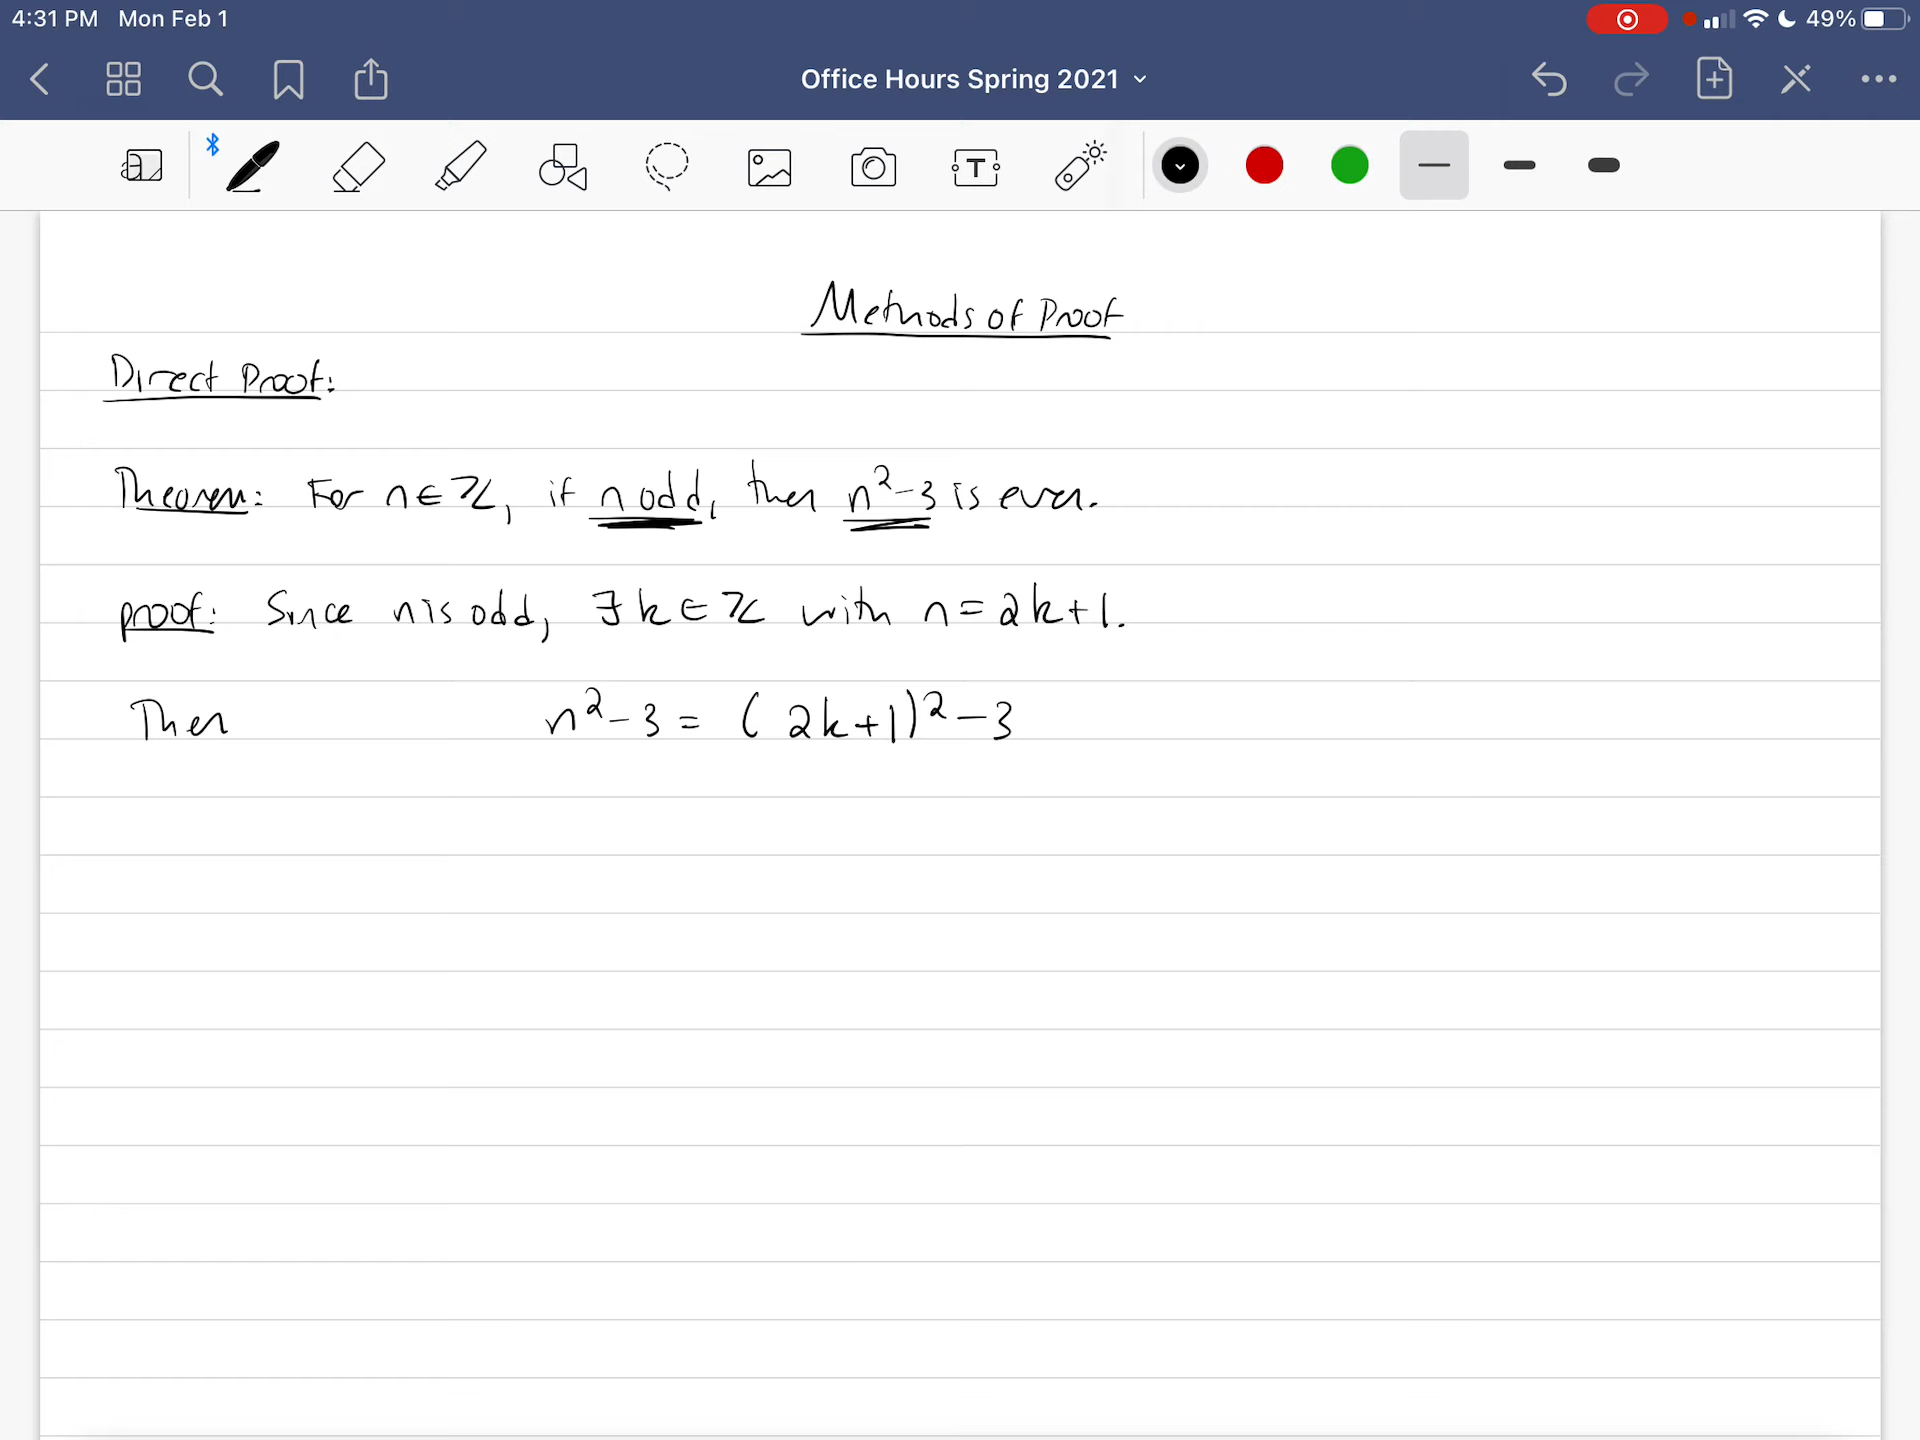 4:31 PM Mon Feb 1 49%
Office Hours Spring 2021
Methods of Proof
Direct Proof:
Theorem: For n∈ℤ, if n odd, then n²-3 is even.
proof: Since n is odd, ∃ k∈ℤ with n=2k+1.
Then n²-3 = (2k+1)²-3